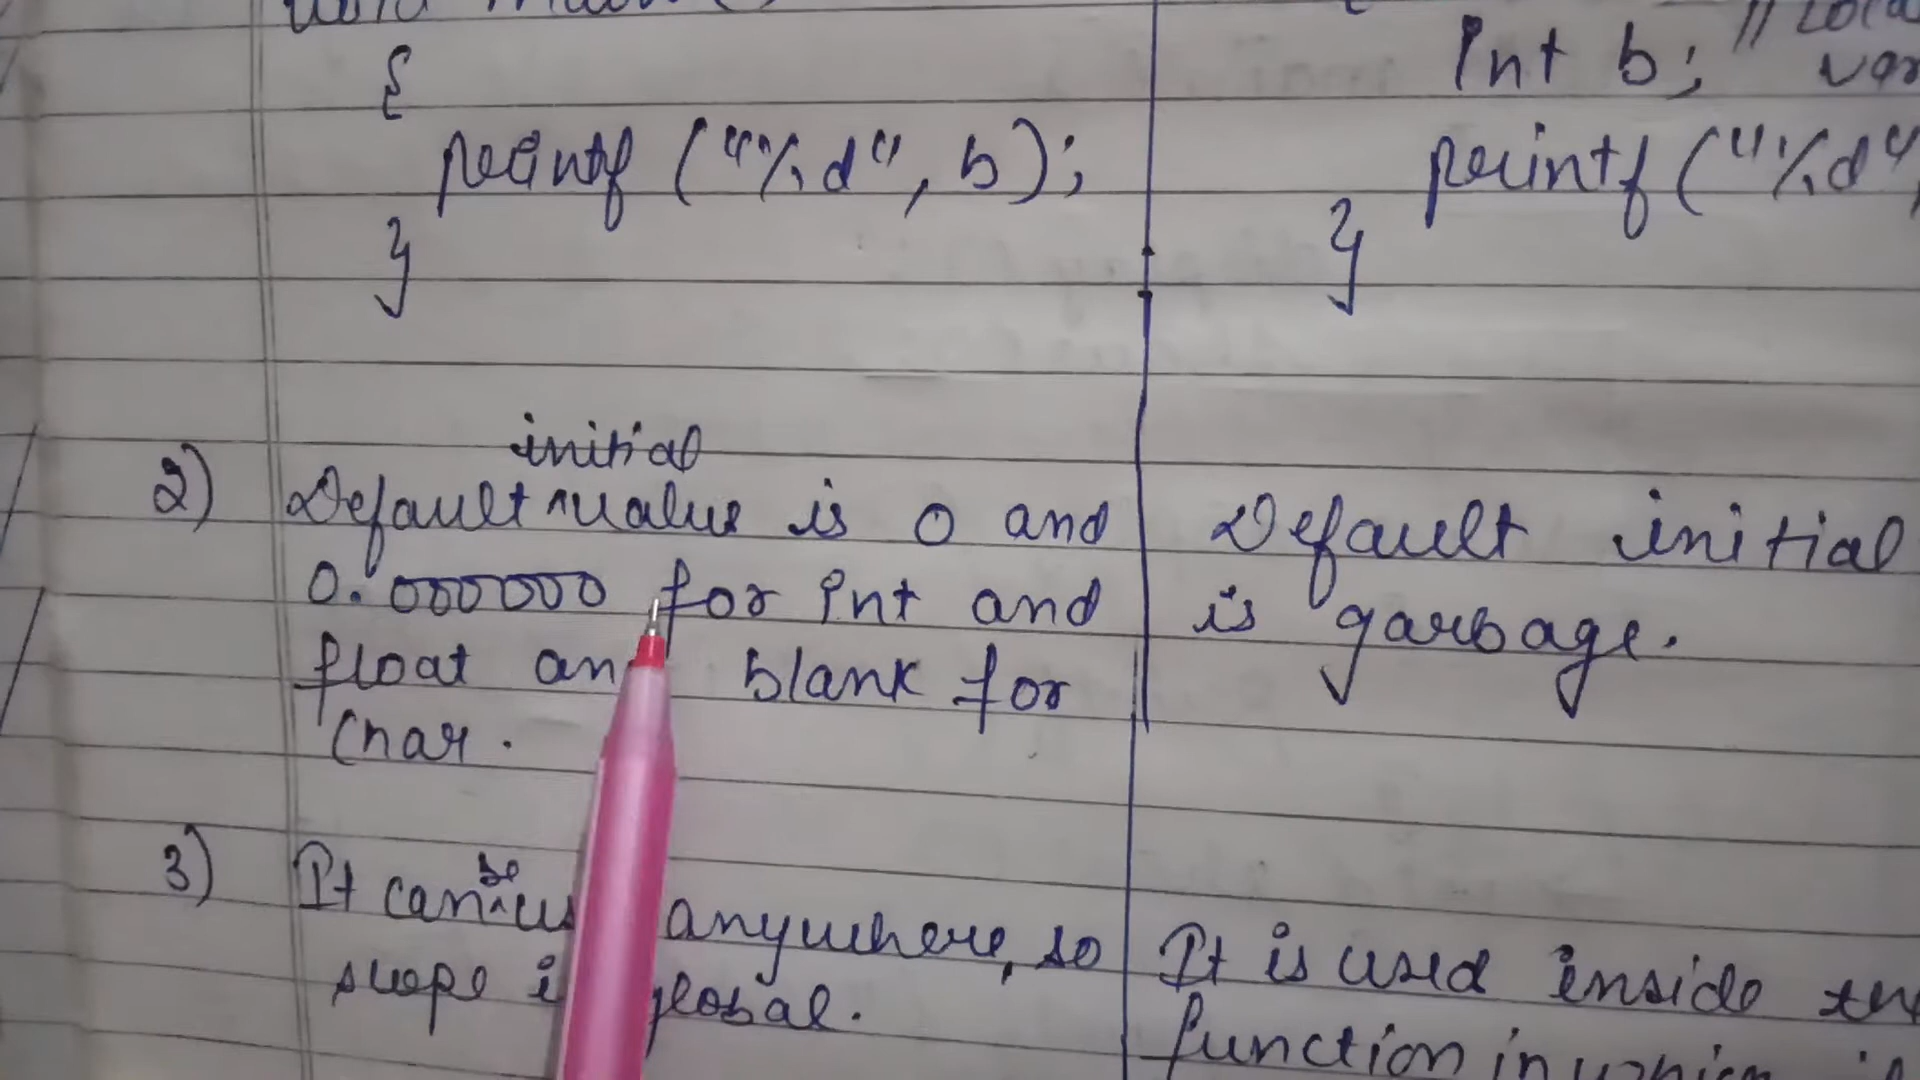 {
printf ("%d", b);
}
int b; //
printf ("%d"
}
initial
2) Default ^ value is 0 and
0.000000 for int and
float and blank for
char.
Default initial
is garbage.
3) It can ^ be anywhere, so
scope is global.
It is used inside the
function in which